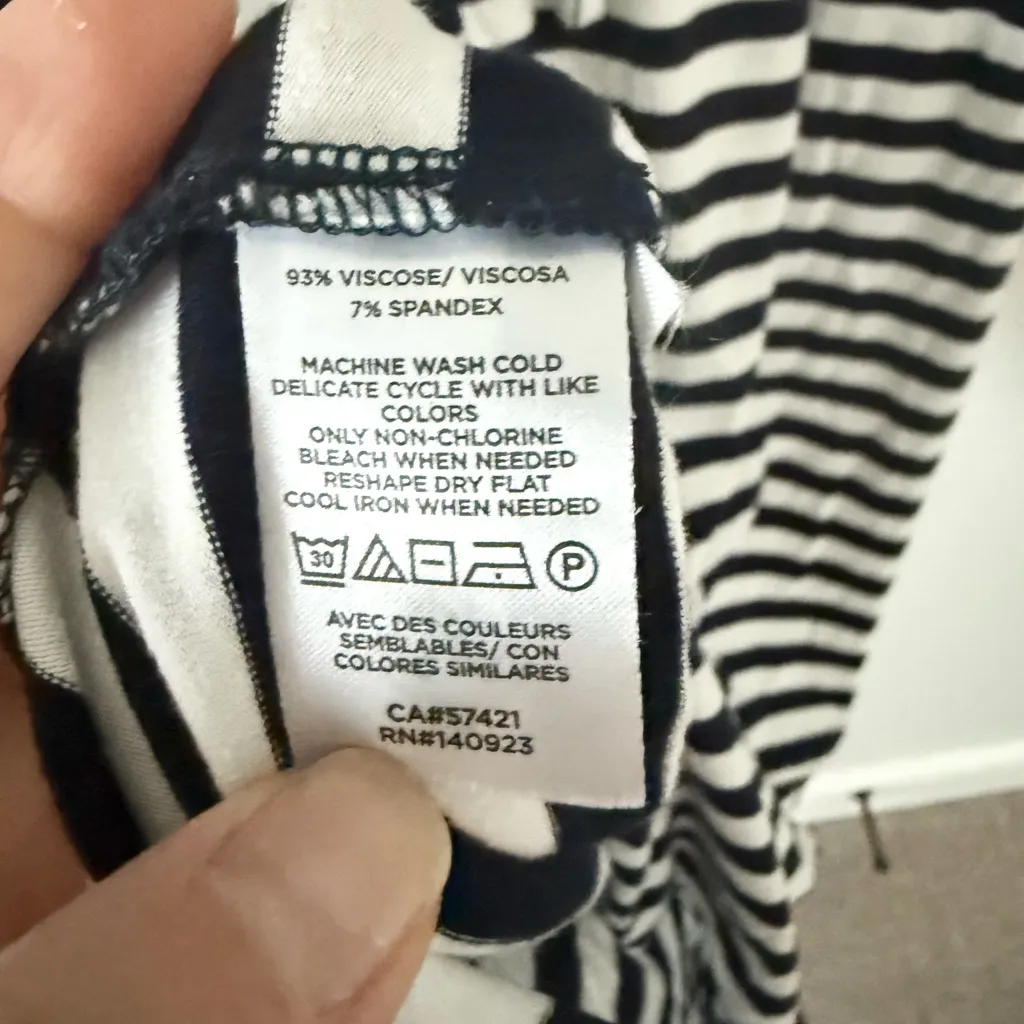 93% VISCOSE/ VISCOSA
7% SPANDEX
MACHINE WASH COLD
DELICATE CYCLE WITH LIKE
COLORS
ONLY NON-CHLORINE
BLEACH WHEN NEEDED
RESHAPE DRY FLAT
COOL IRON WHEN NEEDED
30 P
AVEC DES COULEURS
SEMBLABLES/ CON
COLORES SIMILARES
CA#57421
RN#140923